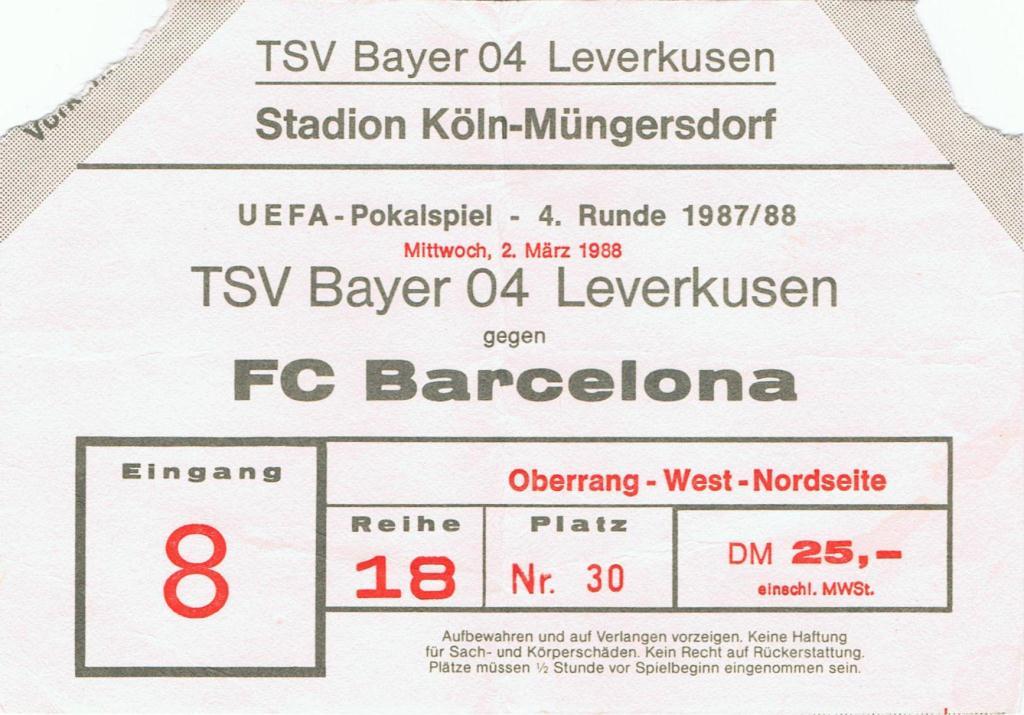 TSV Bayer 04 Leverkusen
Stadion Köln-Müngersdorf
UEFA-Pokalspiel - 4. Runde 1987/88
Mittwoch, 2. März 1988
TSV Bayer 04 Leverkusen
gegen
FC Barcelona
Eingang
8
Oberrang - West - Nordseite
Reihe
18
Platz
Nr. 30
DM 25,–
einschl. MWSt.
Aufbewahren und auf Verlangen vorzeigen. Keine Haftung
für Sach- und Körperschäden. Kein Recht auf Rückerstattung.
Plätze müssen ½ Stunde vor Spielbeginn eingenommen sein.